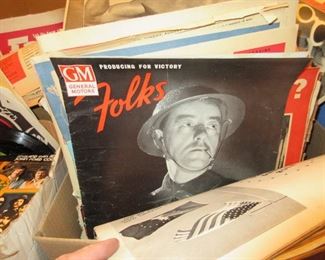 PRODUCING FOR VICTORY
GM
GENERAL
MOTORS
Folks
?